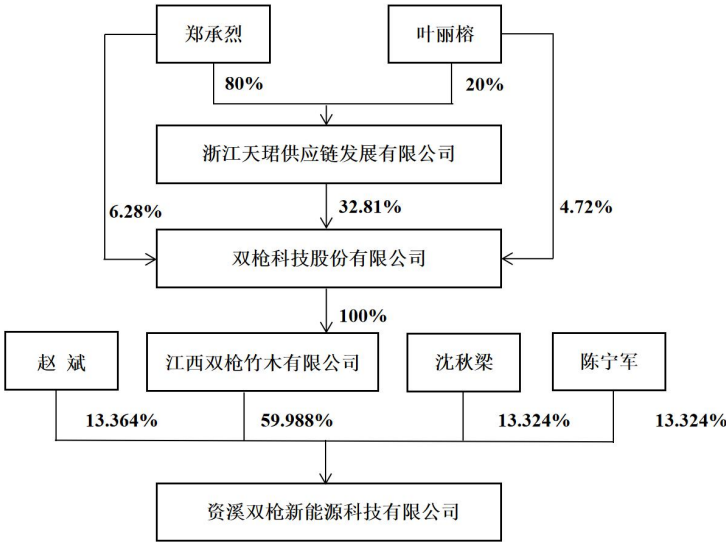 郑承烈
叶丽榕
80%
20%
浙江天珺供应链发展有限公司
6.28%
32.81%
4.72%
双枪科技股份有限公司
100%
赵 斌
江西双枪竹木有限公司
沈秋梁
陈宁军
13.364%
59.988%
13.324%
13.324%
资溪双枪新能源科技有限公司